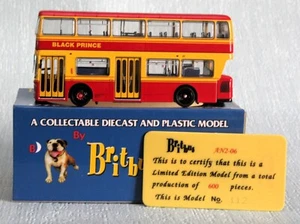 BLACK PRINCE
A COLLECTABLE DIECAST AND PLASTIC MODEL
By
Britbus
Britbus AN2-06
This is to certify that this is a
Limited Edition Model from a total
production of 600 pieces.
This is Model No.